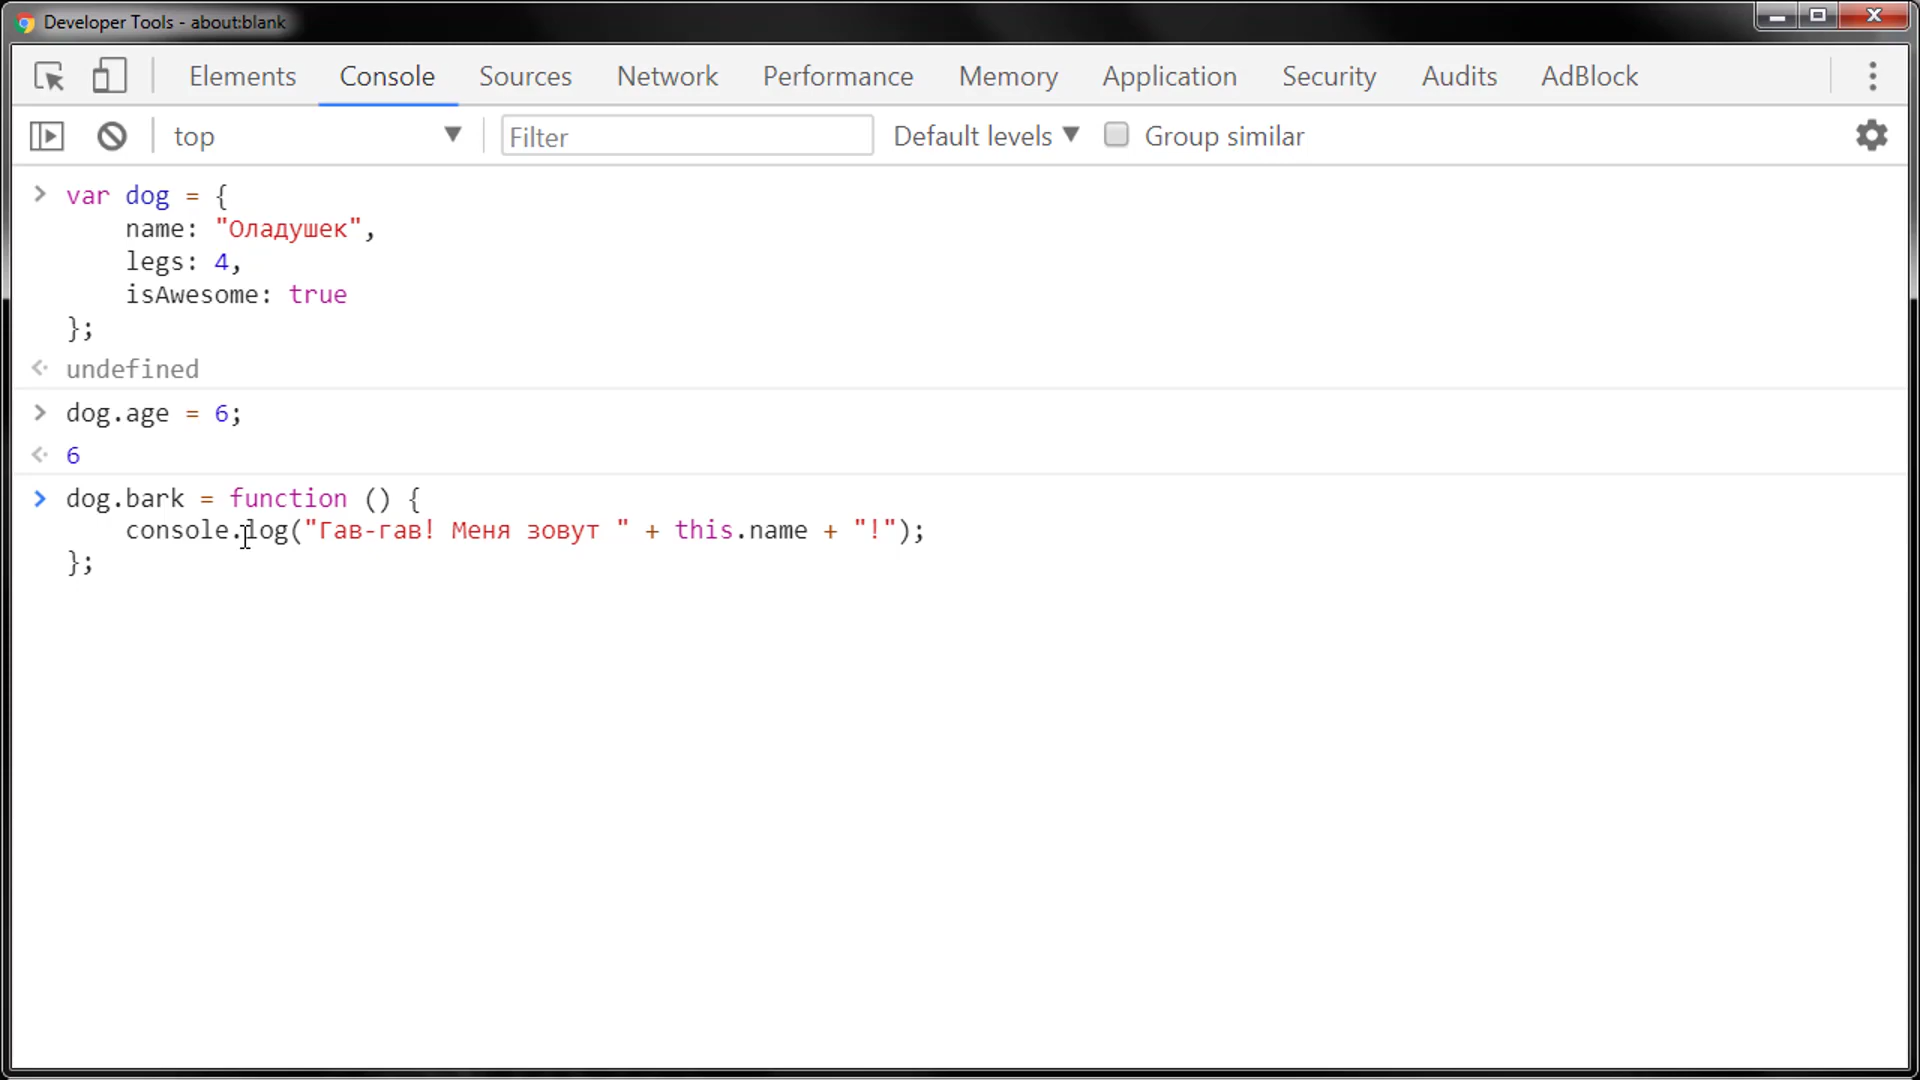 Developer Tools - about:blank
Elements Console Sources Network Performance Memory Application Security Audits AdBlock
top Filter Default levels Group similar
> var dog = {
name: "Оладушек",
legs: 4,
isAwesome: true
};
undefined
> dog.age = 6;
6
> dog.bark = function () {
console.log("Гав-гав! Меня зовут " + this.name + "!");
};